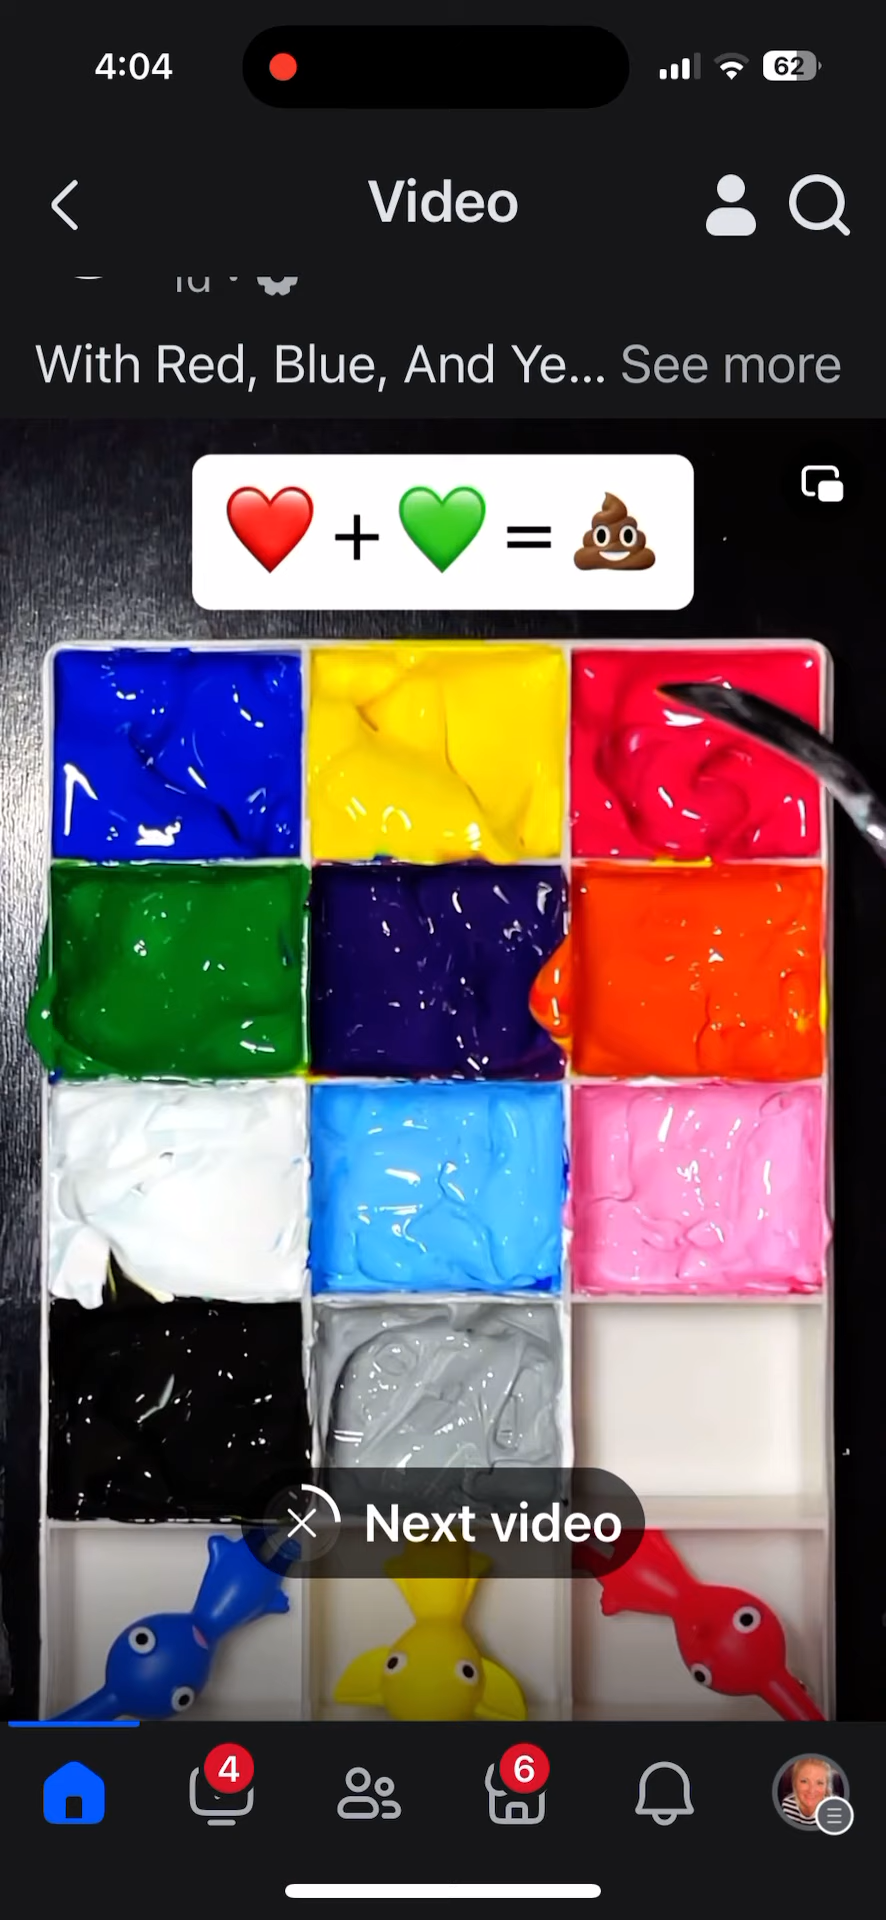 4:04
62
Video
With Red, Blue, And Ye... See more
❤️ + 💚 = 💩
Next video
4
6